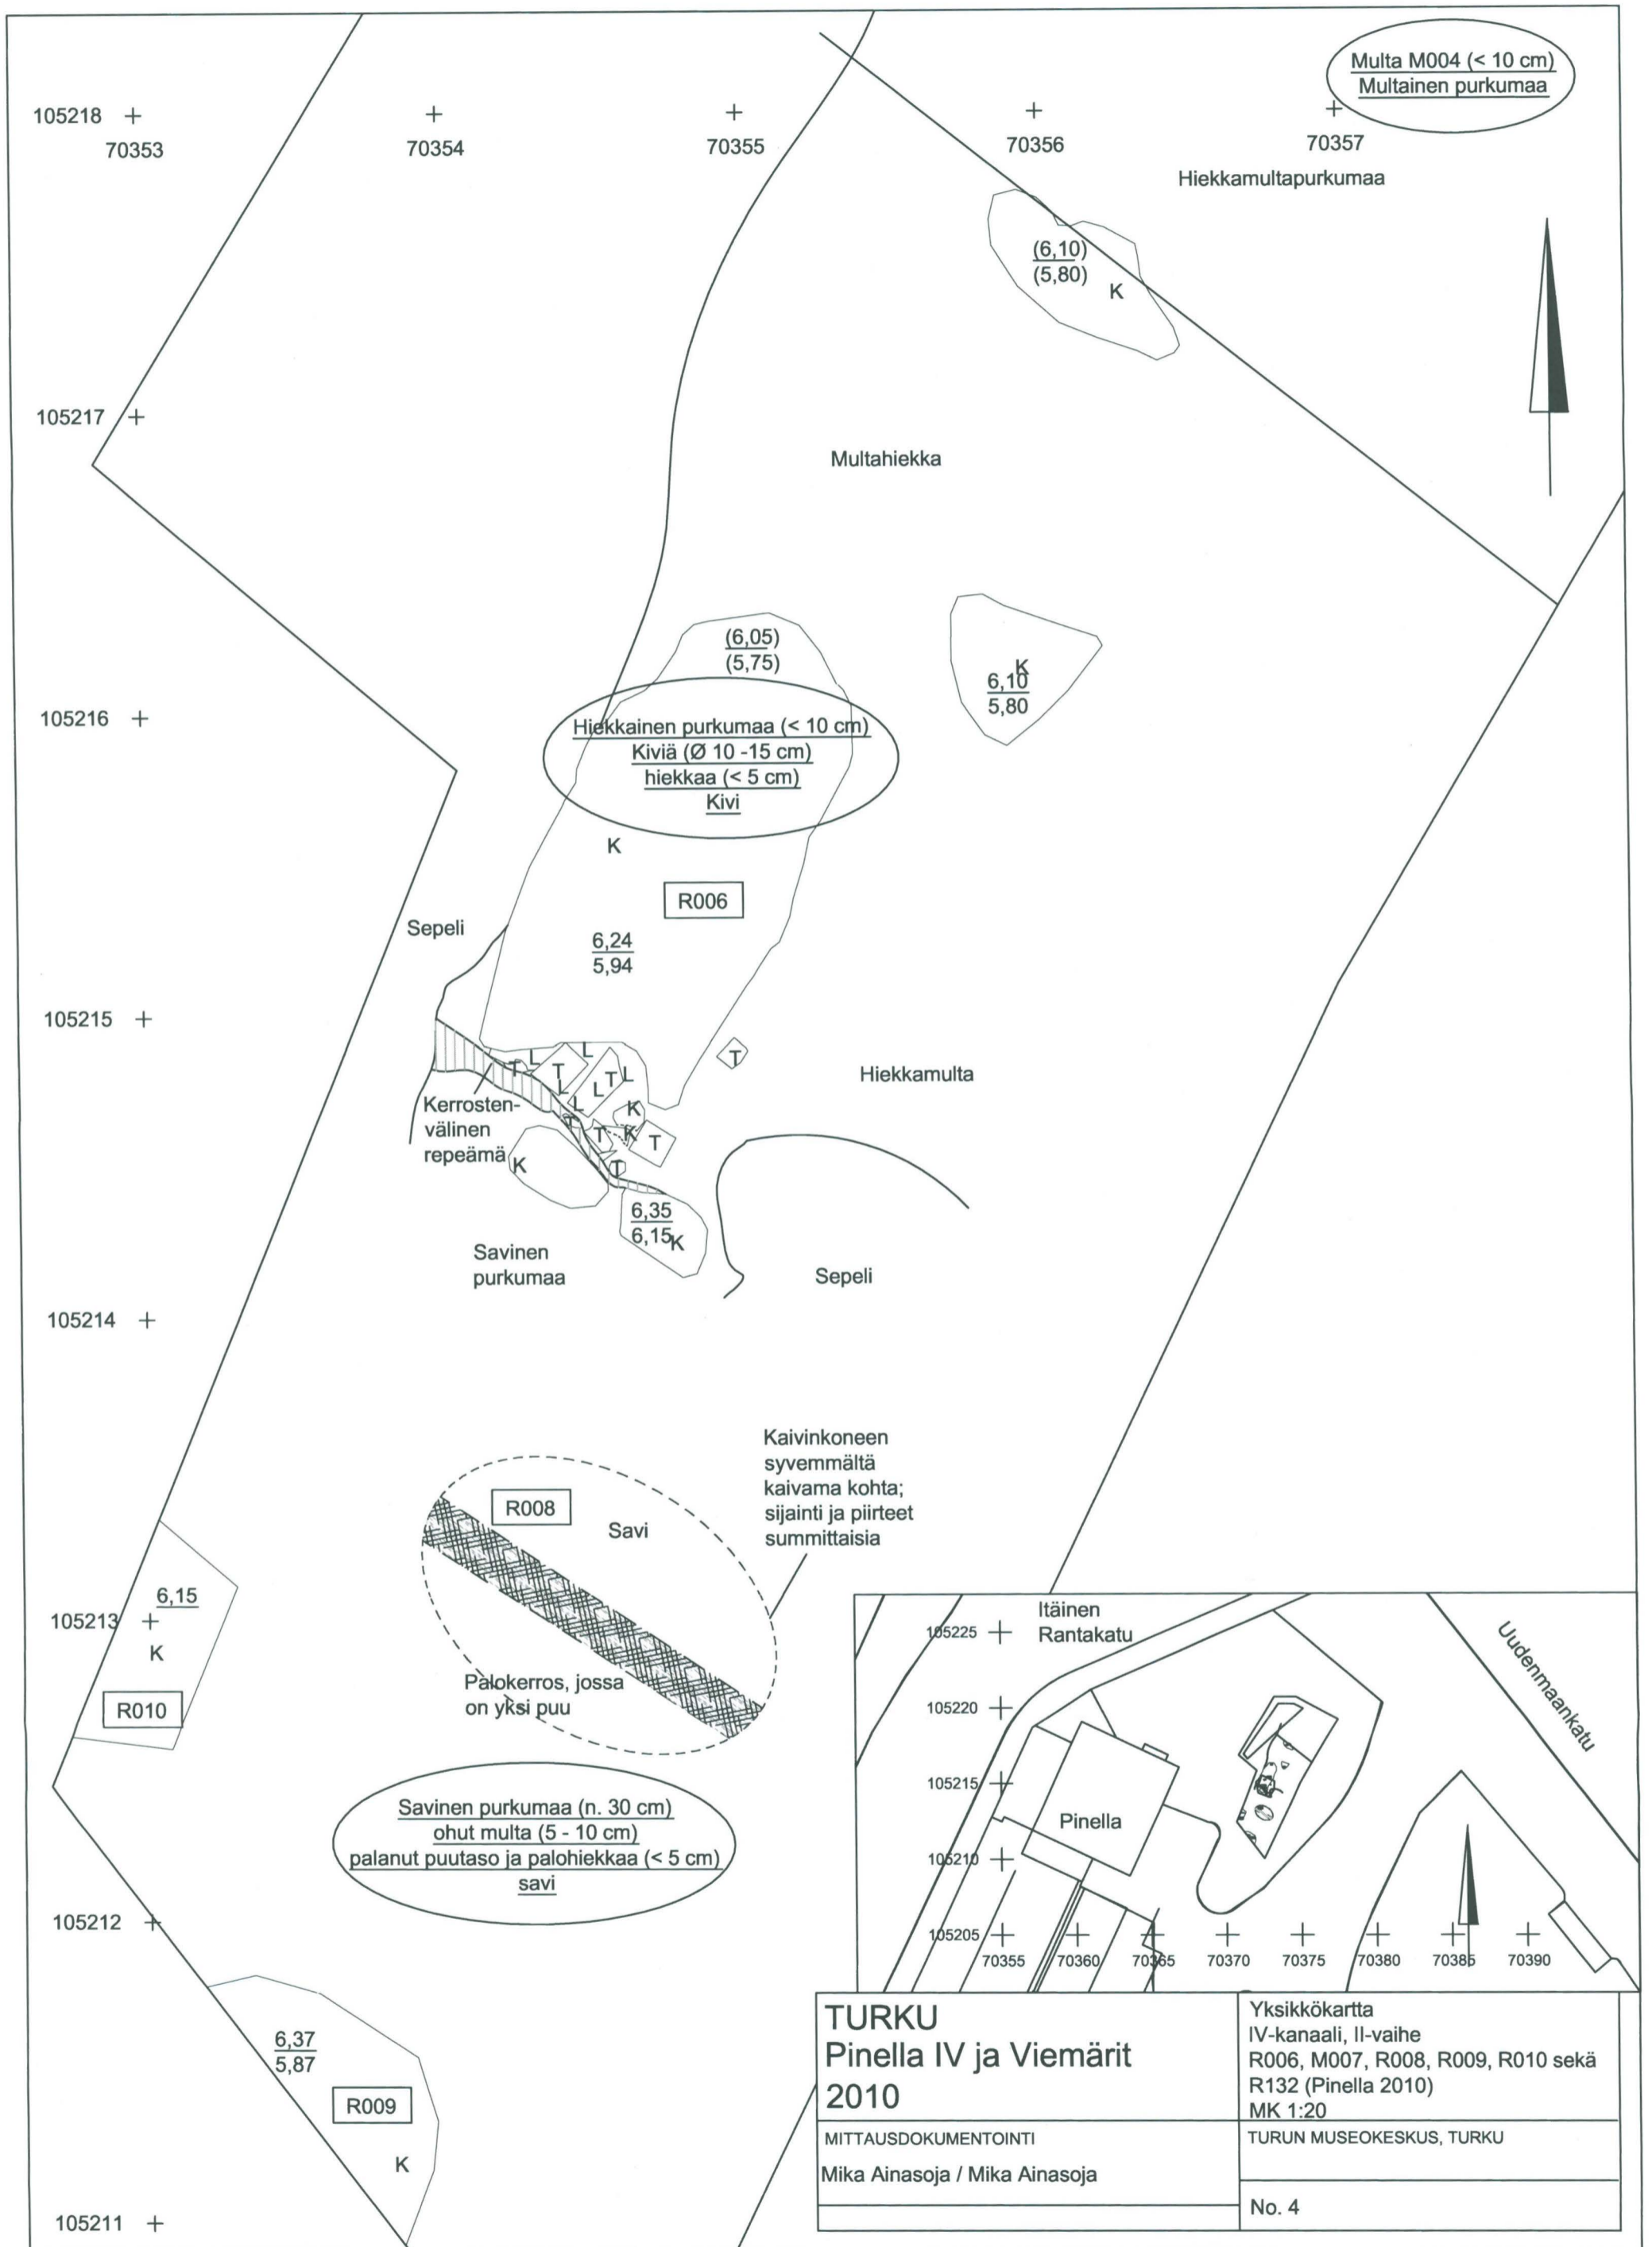 Multa M004 (< 10 cm)
Multainen purkumaa
105218
70353
70354
70355
70356
70357
Hiekkamultapurkumaa
(6,10)
(5,80)
K
105217
Multahiekka
(6,05)
(5,75)
K
6,10
5,80
105216
Hiekkainen purkumaa (< 10 cm)
Kiviä (Ø 10 -15 cm)
hiekkaa (< 5 cm)
Kivi
K
R006
Sepeli
6,24
5,94
105215
T
L
T
L
L
L
T
L
L
T
K
T
T
K
T
T
Hiekkamulta
Kerrosten-
välinen
repeämä
K
6,35
6,15
K
Savinen
purkumaa
Sepeli
105214
Kaivinkoneen
syvemmältä
kaivama kohta;
sijainti ja piirteet
summittaisia
R008
Savi
6,15
105213
K
R010
Palokerros, jossa
on yksi puu
Savinen purkumaa (n. 30 cm)
ohut multa (5 - 10 cm)
palanut puutaso ja palohiekkaa (< 5 cm)
savi
105212
6,37
5,87
R009
K
105211
Itäinen
Rantakatu
Uudenmaankatu
105225
105220
105215
Pinella
105210
105205
70355
70360
70365
70370
70375
70380
70385
70390
TURKU
Pinella IV ja Viemärit
2010
MITTAUSDOKUMENTOINTI
Mika Ainasoja / Mika Ainasoja
Yksikkökartta
IV-kanaali, II-vaihe
R006, M007, R008, R009, R010 sekä
R132 (Pinella 2010)
MK 1:20
TURUN MUSEOKESKUS, TURKU
No. 4